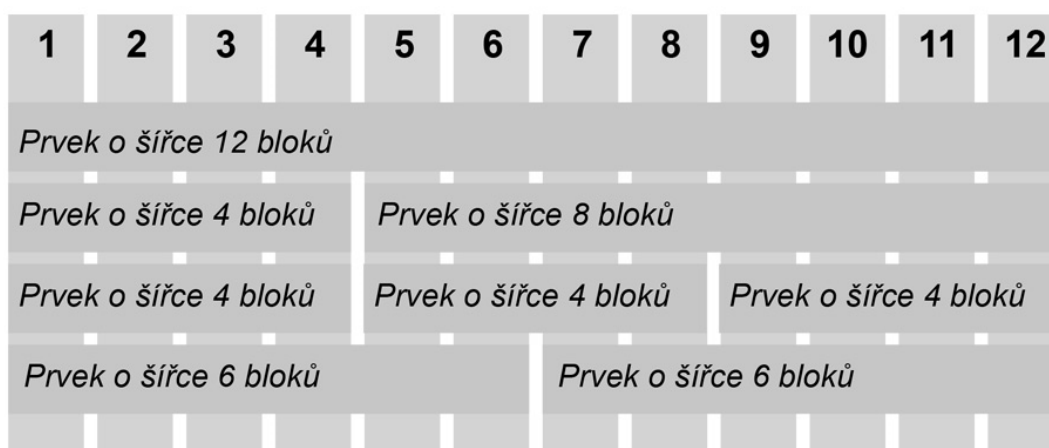 1 2 3 4 5 6 7 8 9 10 11 12
Prvek o šířce 12 bloků
Prvek o šířce 4 bloků Prvek o šířce 8 bloků
Prvek o šířce 4 bloků Prvek o šířce 4 bloků Prvek o šířce 4 bloků
Prvek o šířce 6 bloků Prvek o šířce 6 bloků